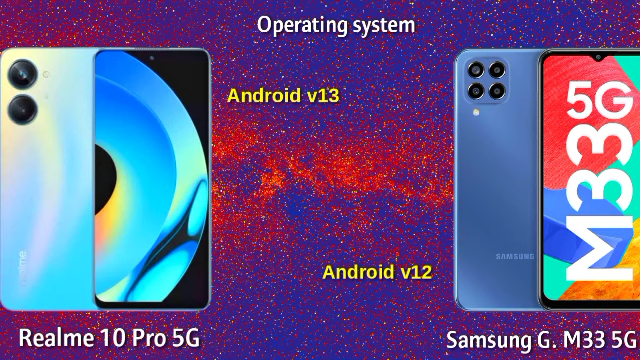 Operating system
Android v13
Android v12
realme
SAMSUNG
5G
M33
Realme 10 Pro 5G
Samsung G. M33 5G